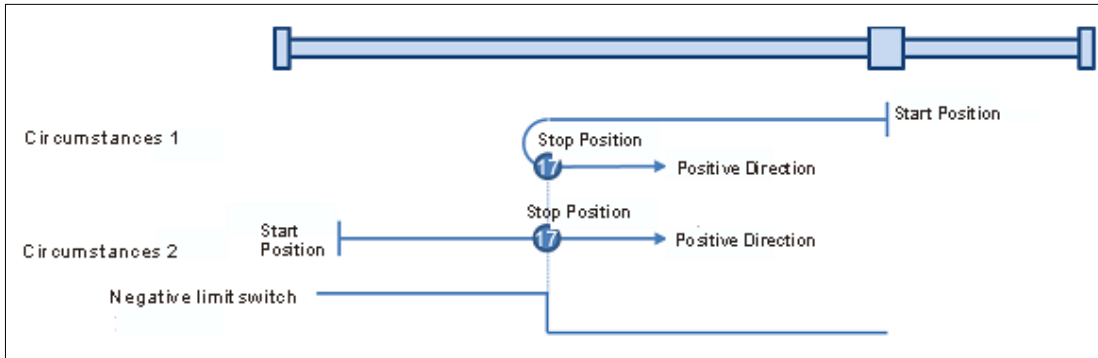 Start Position
Circumstances 1
Stop Position
17
Positive Direction
Stop Position
Start
Position
17
Positive Direction
Circumstances 2
Negative limit switch